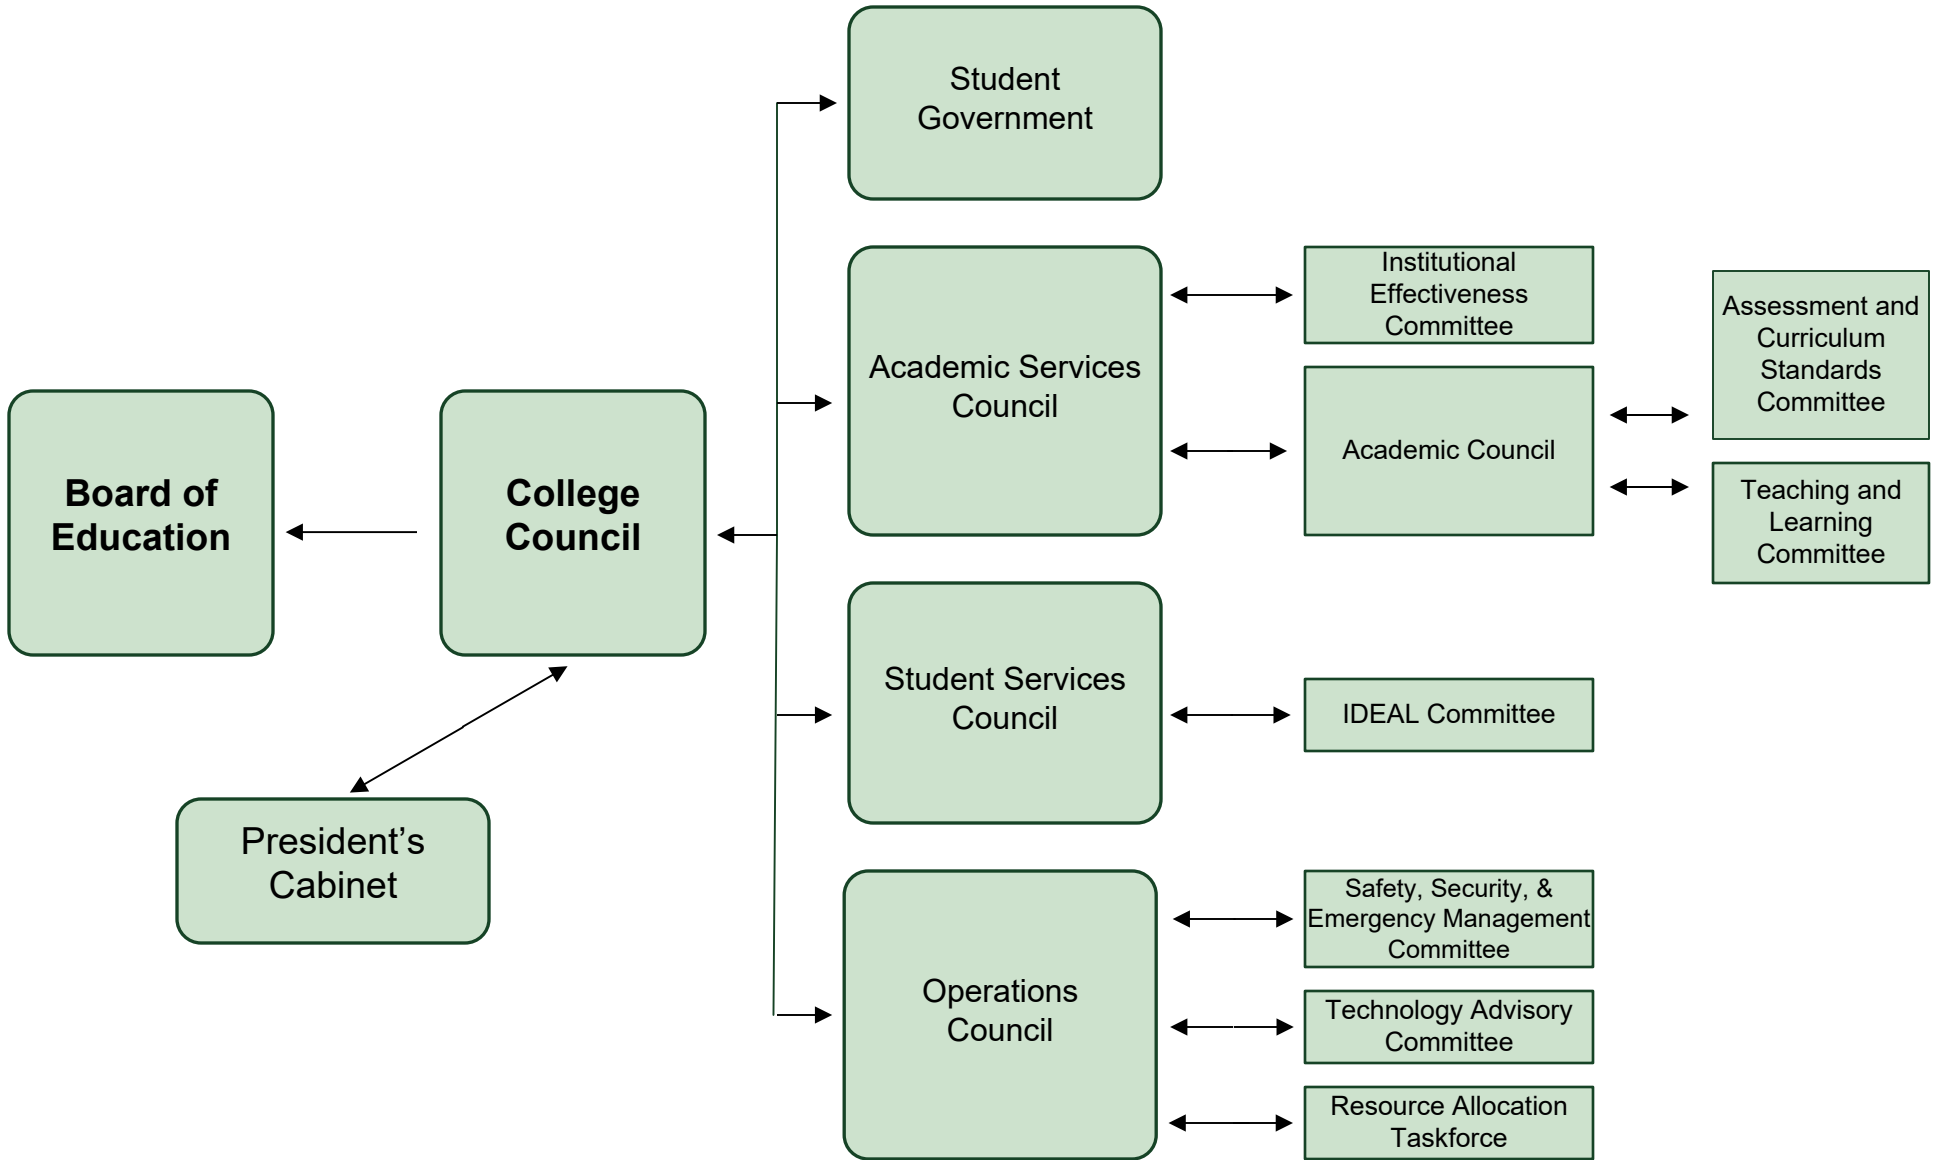 Student
Government
Academic Services
Council
Institutional
Effectiveness
Committee
Assessment and
Curriculum
Standards
Committee
Academic Council
Teaching and
Learning
Committee
Board of
Education
College
Council
Student Services
Council
IDEAL Committee
President’s
Cabinet
Operations
Council
Safety, Security, &
Emergency Management
Committee
Technology Advisory
Committee
Resource Allocation
Taskforce